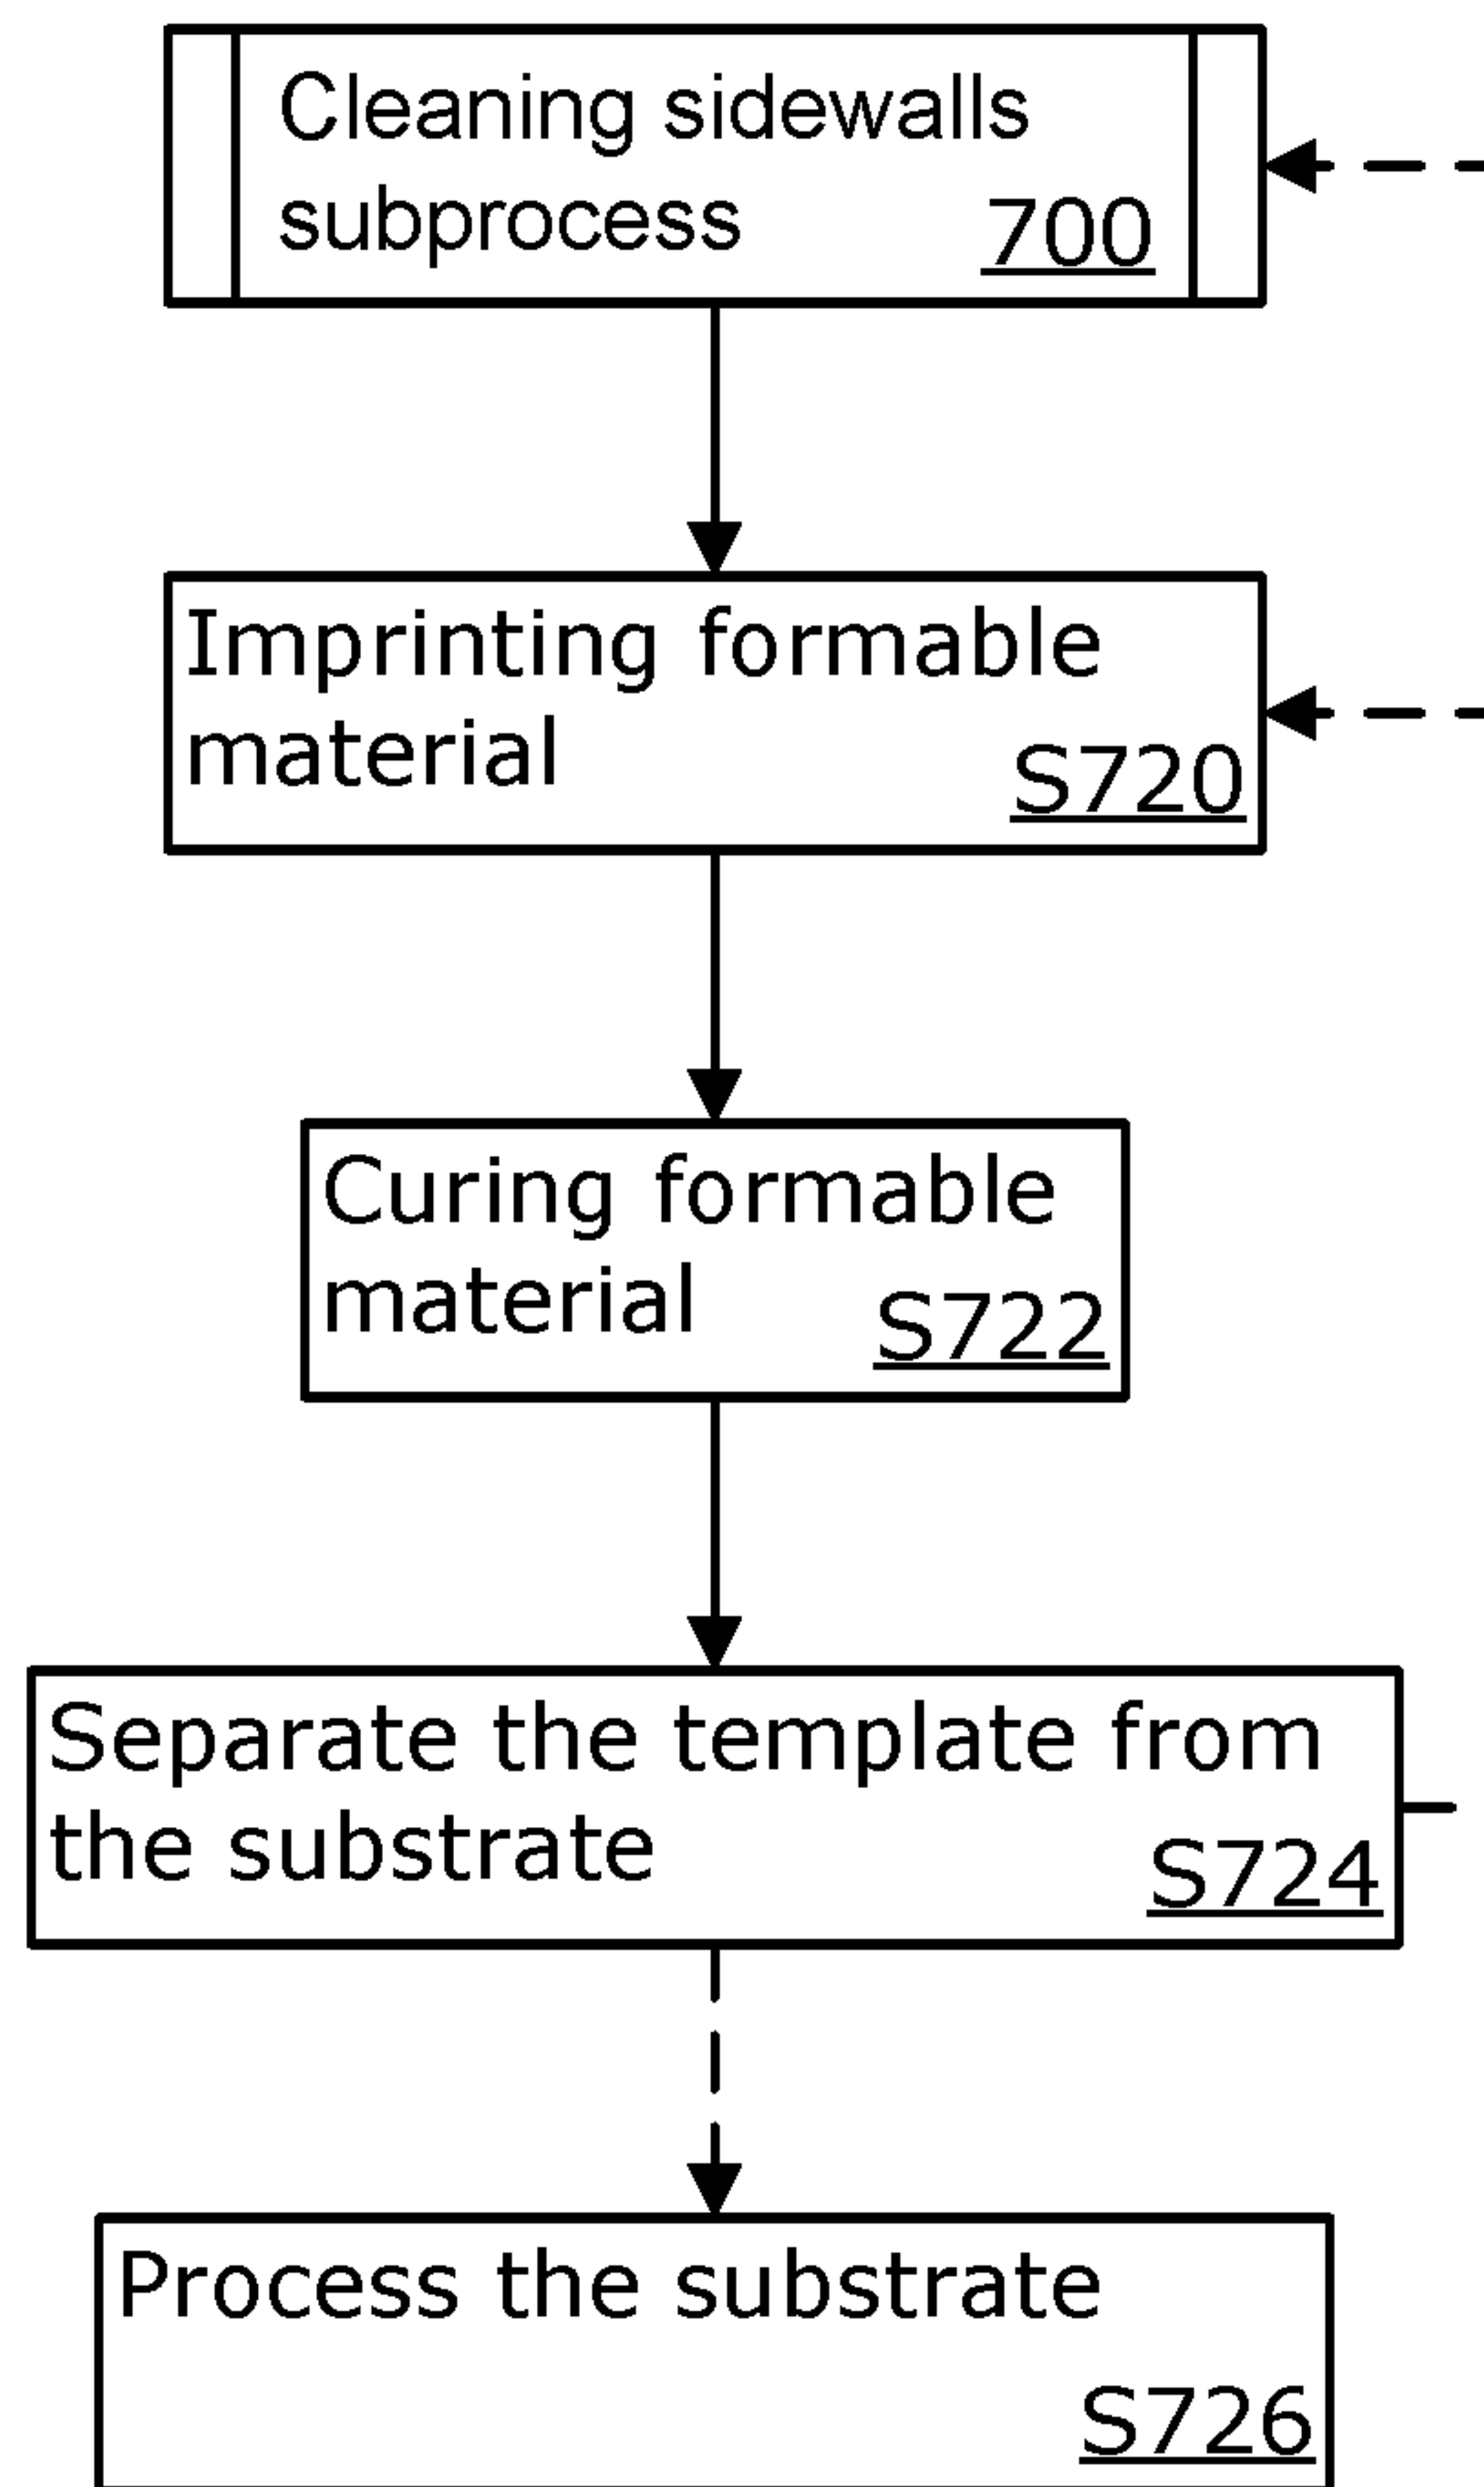 Cleaning sidewalls
subprocess
700
Imprinting formable
material
S720
Curing formable
material
S722
Separate the template from
the substrate
S724
Process the substrate
S726